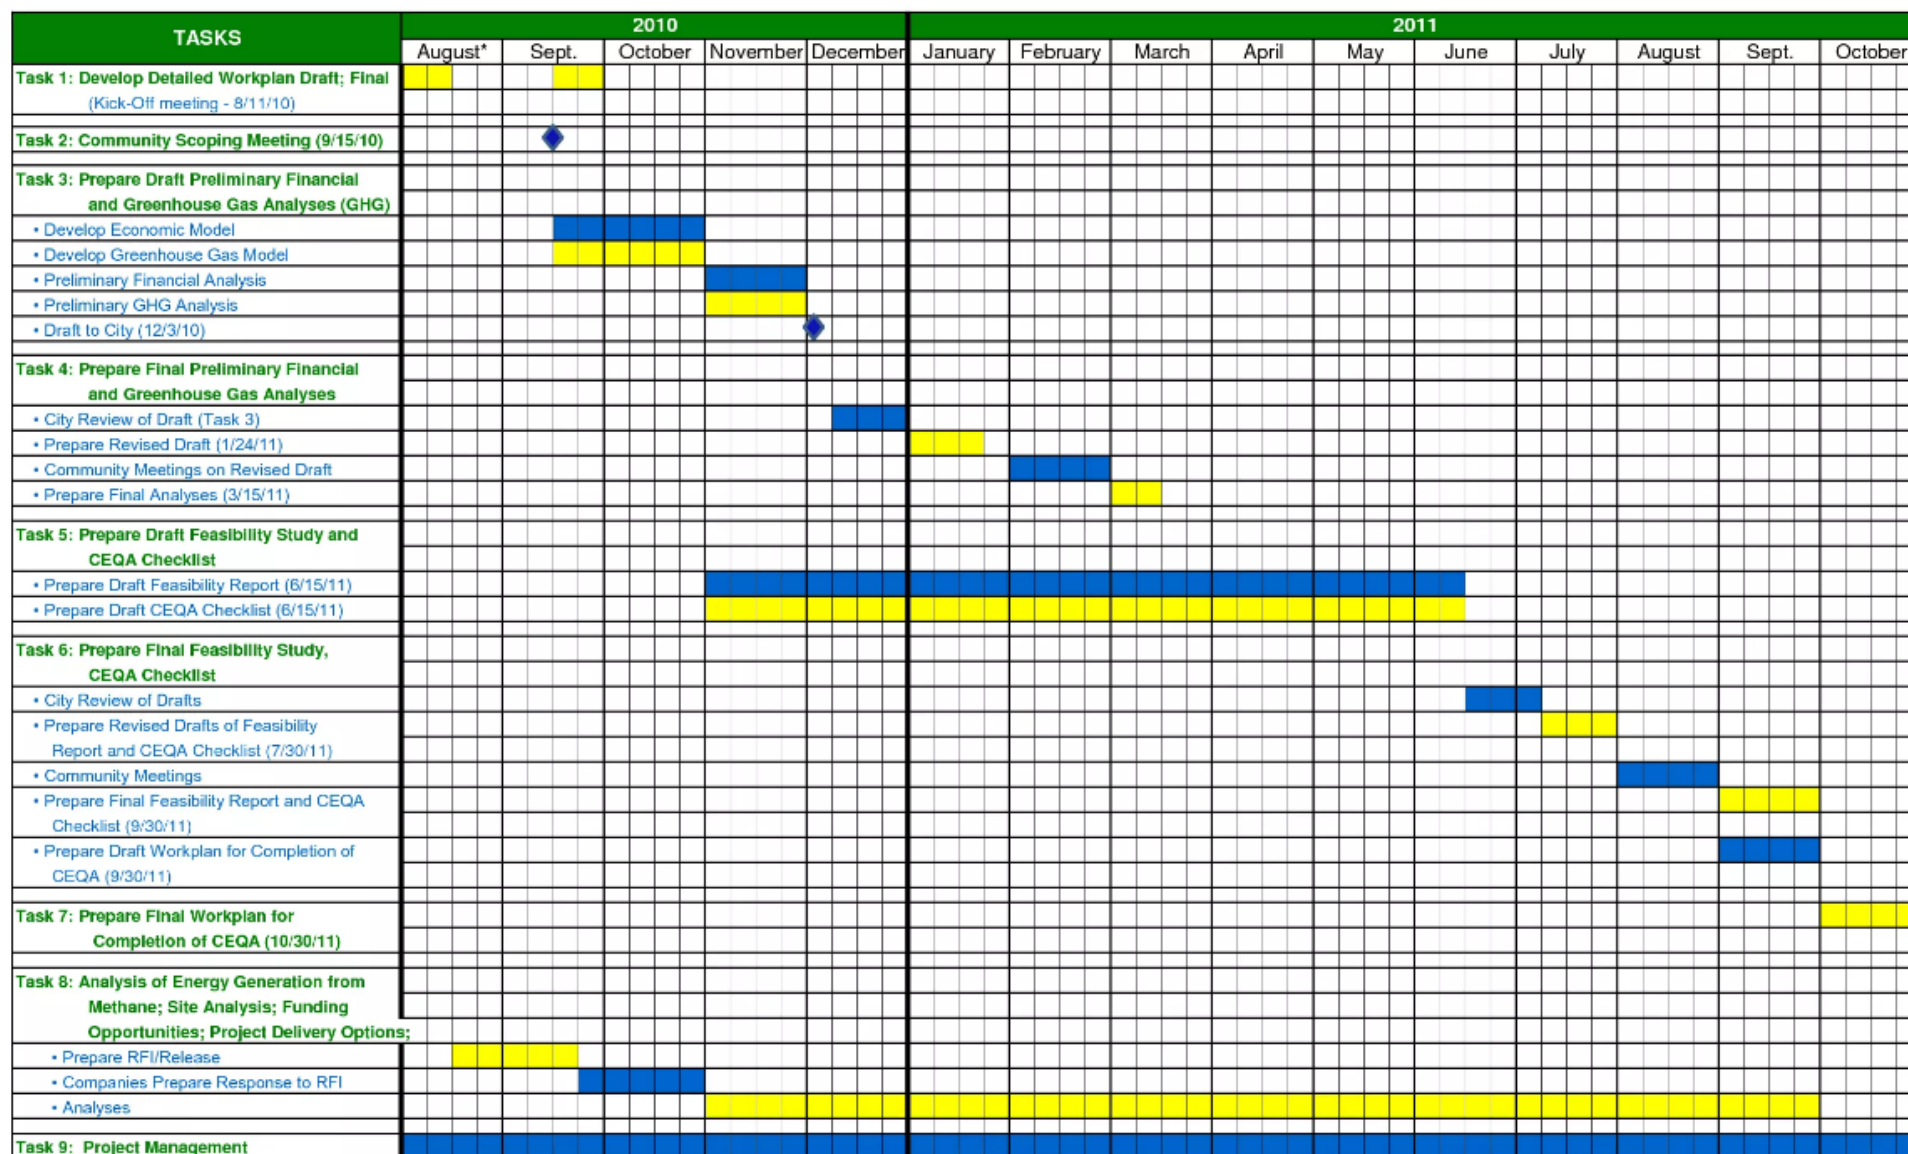 TASKS
2010
2011
August*
Sept.
October
November
December
January
February
March
April
May
June
July
August
Sept.
October
Task 1: Develop Detailed Workplan Draft; Final
(Kick-Off meeting - 8/11/10)
Task 2: Community Scoping Meeting (9/15/10)
Task 3: Prepare Draft Preliminary Financial
and Greenhouse Gas Analyses (GHG)
• Develop Economic Model
• Develop Greenhouse Gas Model
• Preliminary Financial Analysis
• Preliminary GHG Analysis
• Draft to City (12/3/10)
Task 4: Prepare Final Preliminary Financial
and Greenhouse Gas Analyses
• City Review of Draft (Task 3)
• Prepare Revised Draft (1/24/11)
• Community Meetings on Revised Draft
• Prepare Final Analyses (3/15/11)
Task 5: Prepare Draft Feasibility Study and
CEQA Checklist
• Prepare Draft Feasibility Report (6/15/11)
• Prepare Draft CEQA Checklist (6/15/11)
Task 6: Prepare Final Feasibility Study,
CEQA Checklist
• City Review of Drafts
• Prepare Revised Drafts of Feasibility
Report and CEQA Checklist (7/30/11)
• Community Meetings
• Prepare Final Feasibility Report and CEQA
Checklist (9/30/11)
• Prepare Draft Workplan for Completion of
CEQA (9/30/11)
Task 7: Prepare Final Workplan for
Completion of CEQA (10/30/11)
Task 8: Analysis of Energy Generation from
Methane; Site Analysis; Funding
Opportunities; Project Delivery Options;
• Prepare RFI/Release
• Companies Prepare Response to RFI
• Analyses
Task 9: Project Management